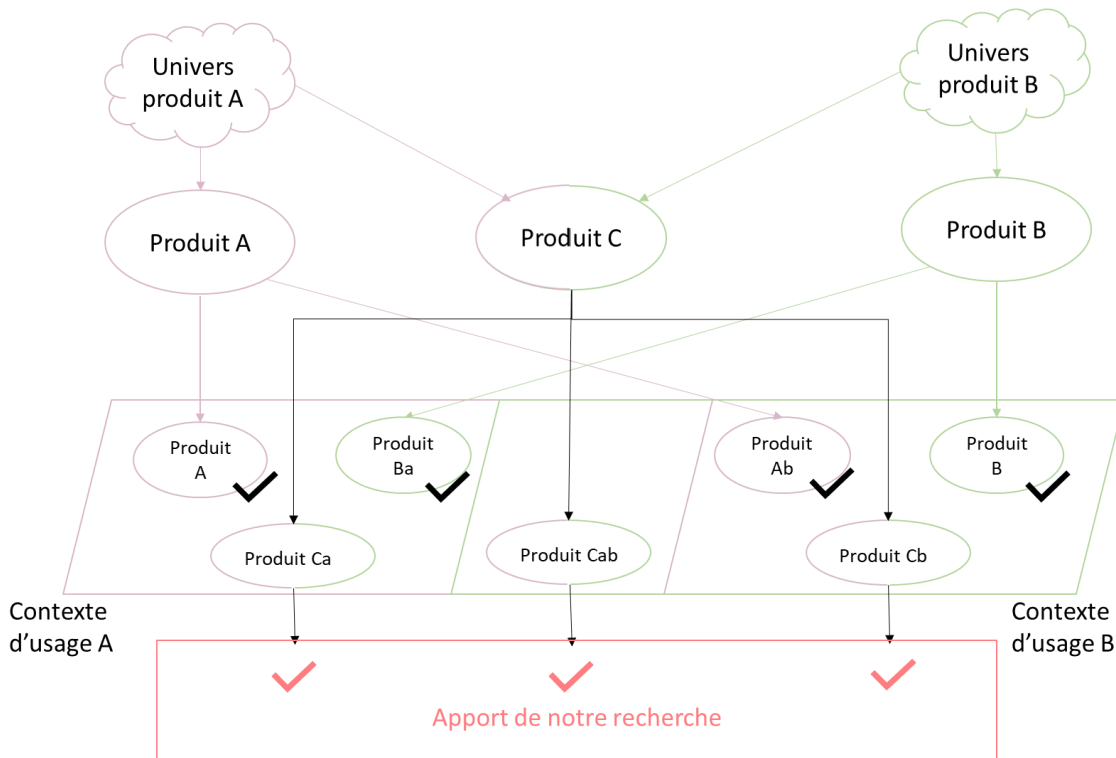 Univers
produit A
Univers
produit B
Produit A
Produit C
Produit B
Produit
A
Produit
Ba
Produit
Ab
Produit
B
Produit Ca
Produit Cab
Produit Cb
Contexte
d'usage A
Contexte
d'usage B
Apport de notre recherche